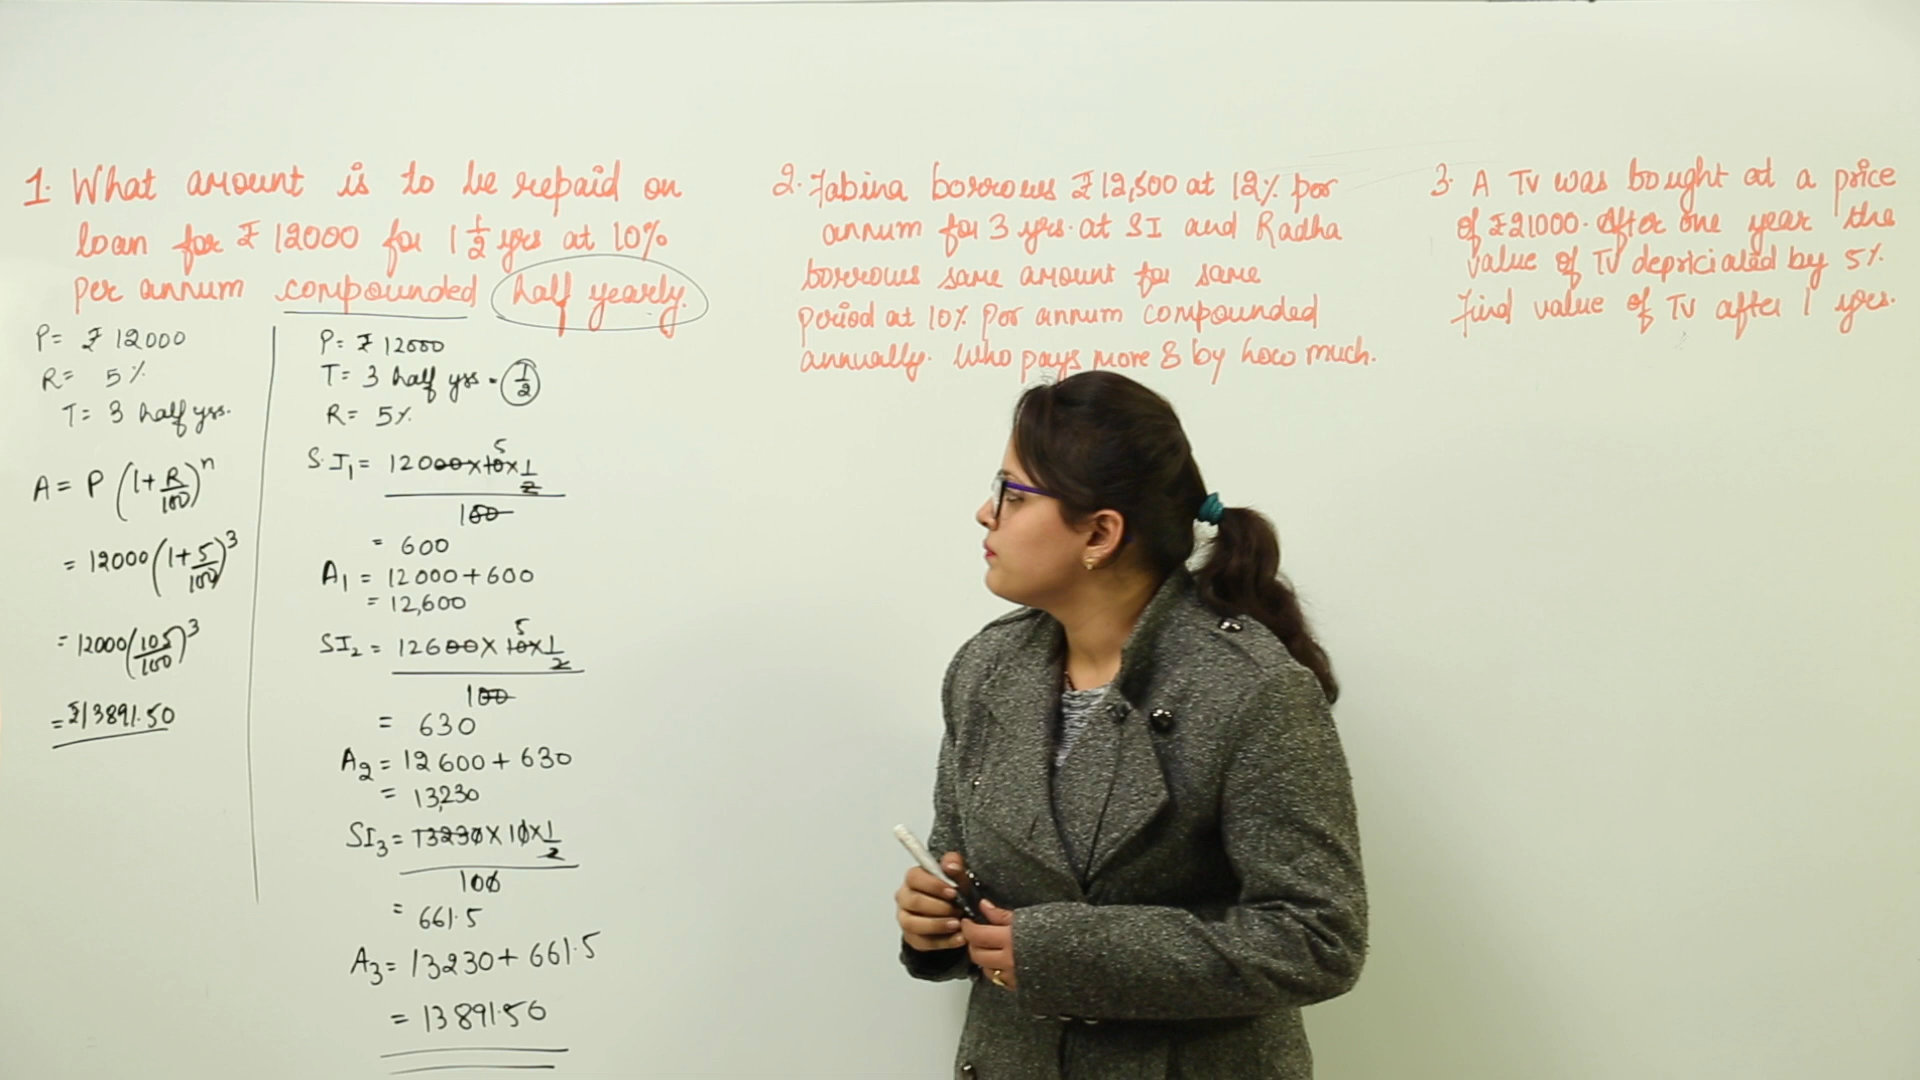 1. What amount is to be repaid on
loan for ₹ 12000 for 1 1/2 yrs at 10%
per annum compounded half yearly.
P= ₹ 12000
R= 5%
T= 3 half yrs.
A= P (1+R/100)^n
= 12000(1+5/100)^3
= 12000(105/100)^3
= ₹13891.50
P= ₹ 12000
T= 3 half yrs - 1/2
R= 5%
S.I₁= 12000×10×1/2
5
100
= 600
A₁ = 12000+600
= 12,600
SI₂ = 12600× 10×1/2
5
100
= 630
A₂= 12600+630
= 13,230
SI₃= 13230×10×1/2
100
= 661.5
A₃= 13230+661.5
= 13891.50
2. Fabina borrows ₹12,500 at 12% per
annum for 3 yrs. at SI and Radha
borrows same amount for same
period at 10% per annum compounded
annually. Who pays more & by how much.
3. A TV was bought at a price
of ₹21000. After one year the
value of TV depriciated by 5%.
Find value of TV after 1 yrs.